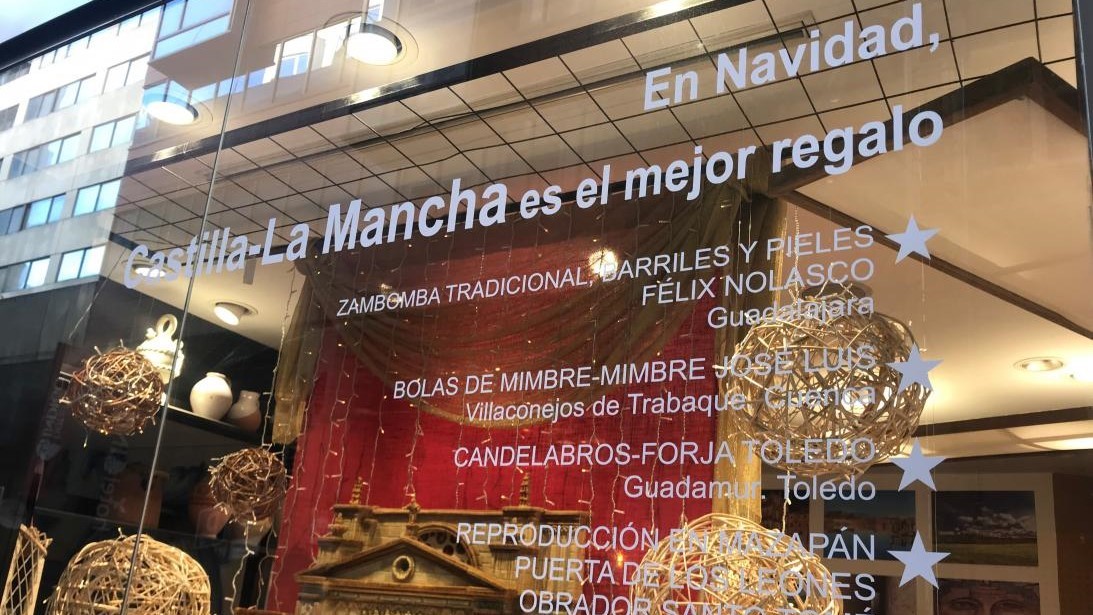 En Navidad,
Castilla-La Mancha es el mejor regalo
ZAMBOMBA TRADICIONAL, BARRILES Y PIELES
FÉLIX NOLASCO
Guadalajara
BOLAS DE MIMBRE-MIMBRE JOSÉ LUIS
Villaconejos de Trabaque. Cuenca
CANDELABROS-FORJA TOLEDO
Guadamur. Toledo
REPRODUCCIÓN EN MAZAPÁN
PUERTA DE LOS LEONES
OBRADOR SANTO